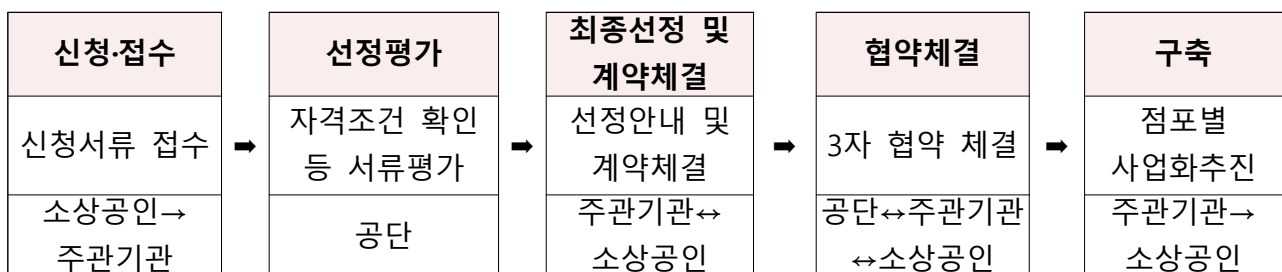 신청·접수
신청서류 접수
소상공인→
주관기관
➡
선정평가
자격조건 확인
등 서류평가
공단
➡
최종선정 및
계약체결
선정안내 및
계약체결
주관기관↔
소상공인
➡
협약체결
3자 협약 체결
공단↔주관기관
↔소상공인
➡
구축
점포별
사업화추진
주관기관→
소상공인